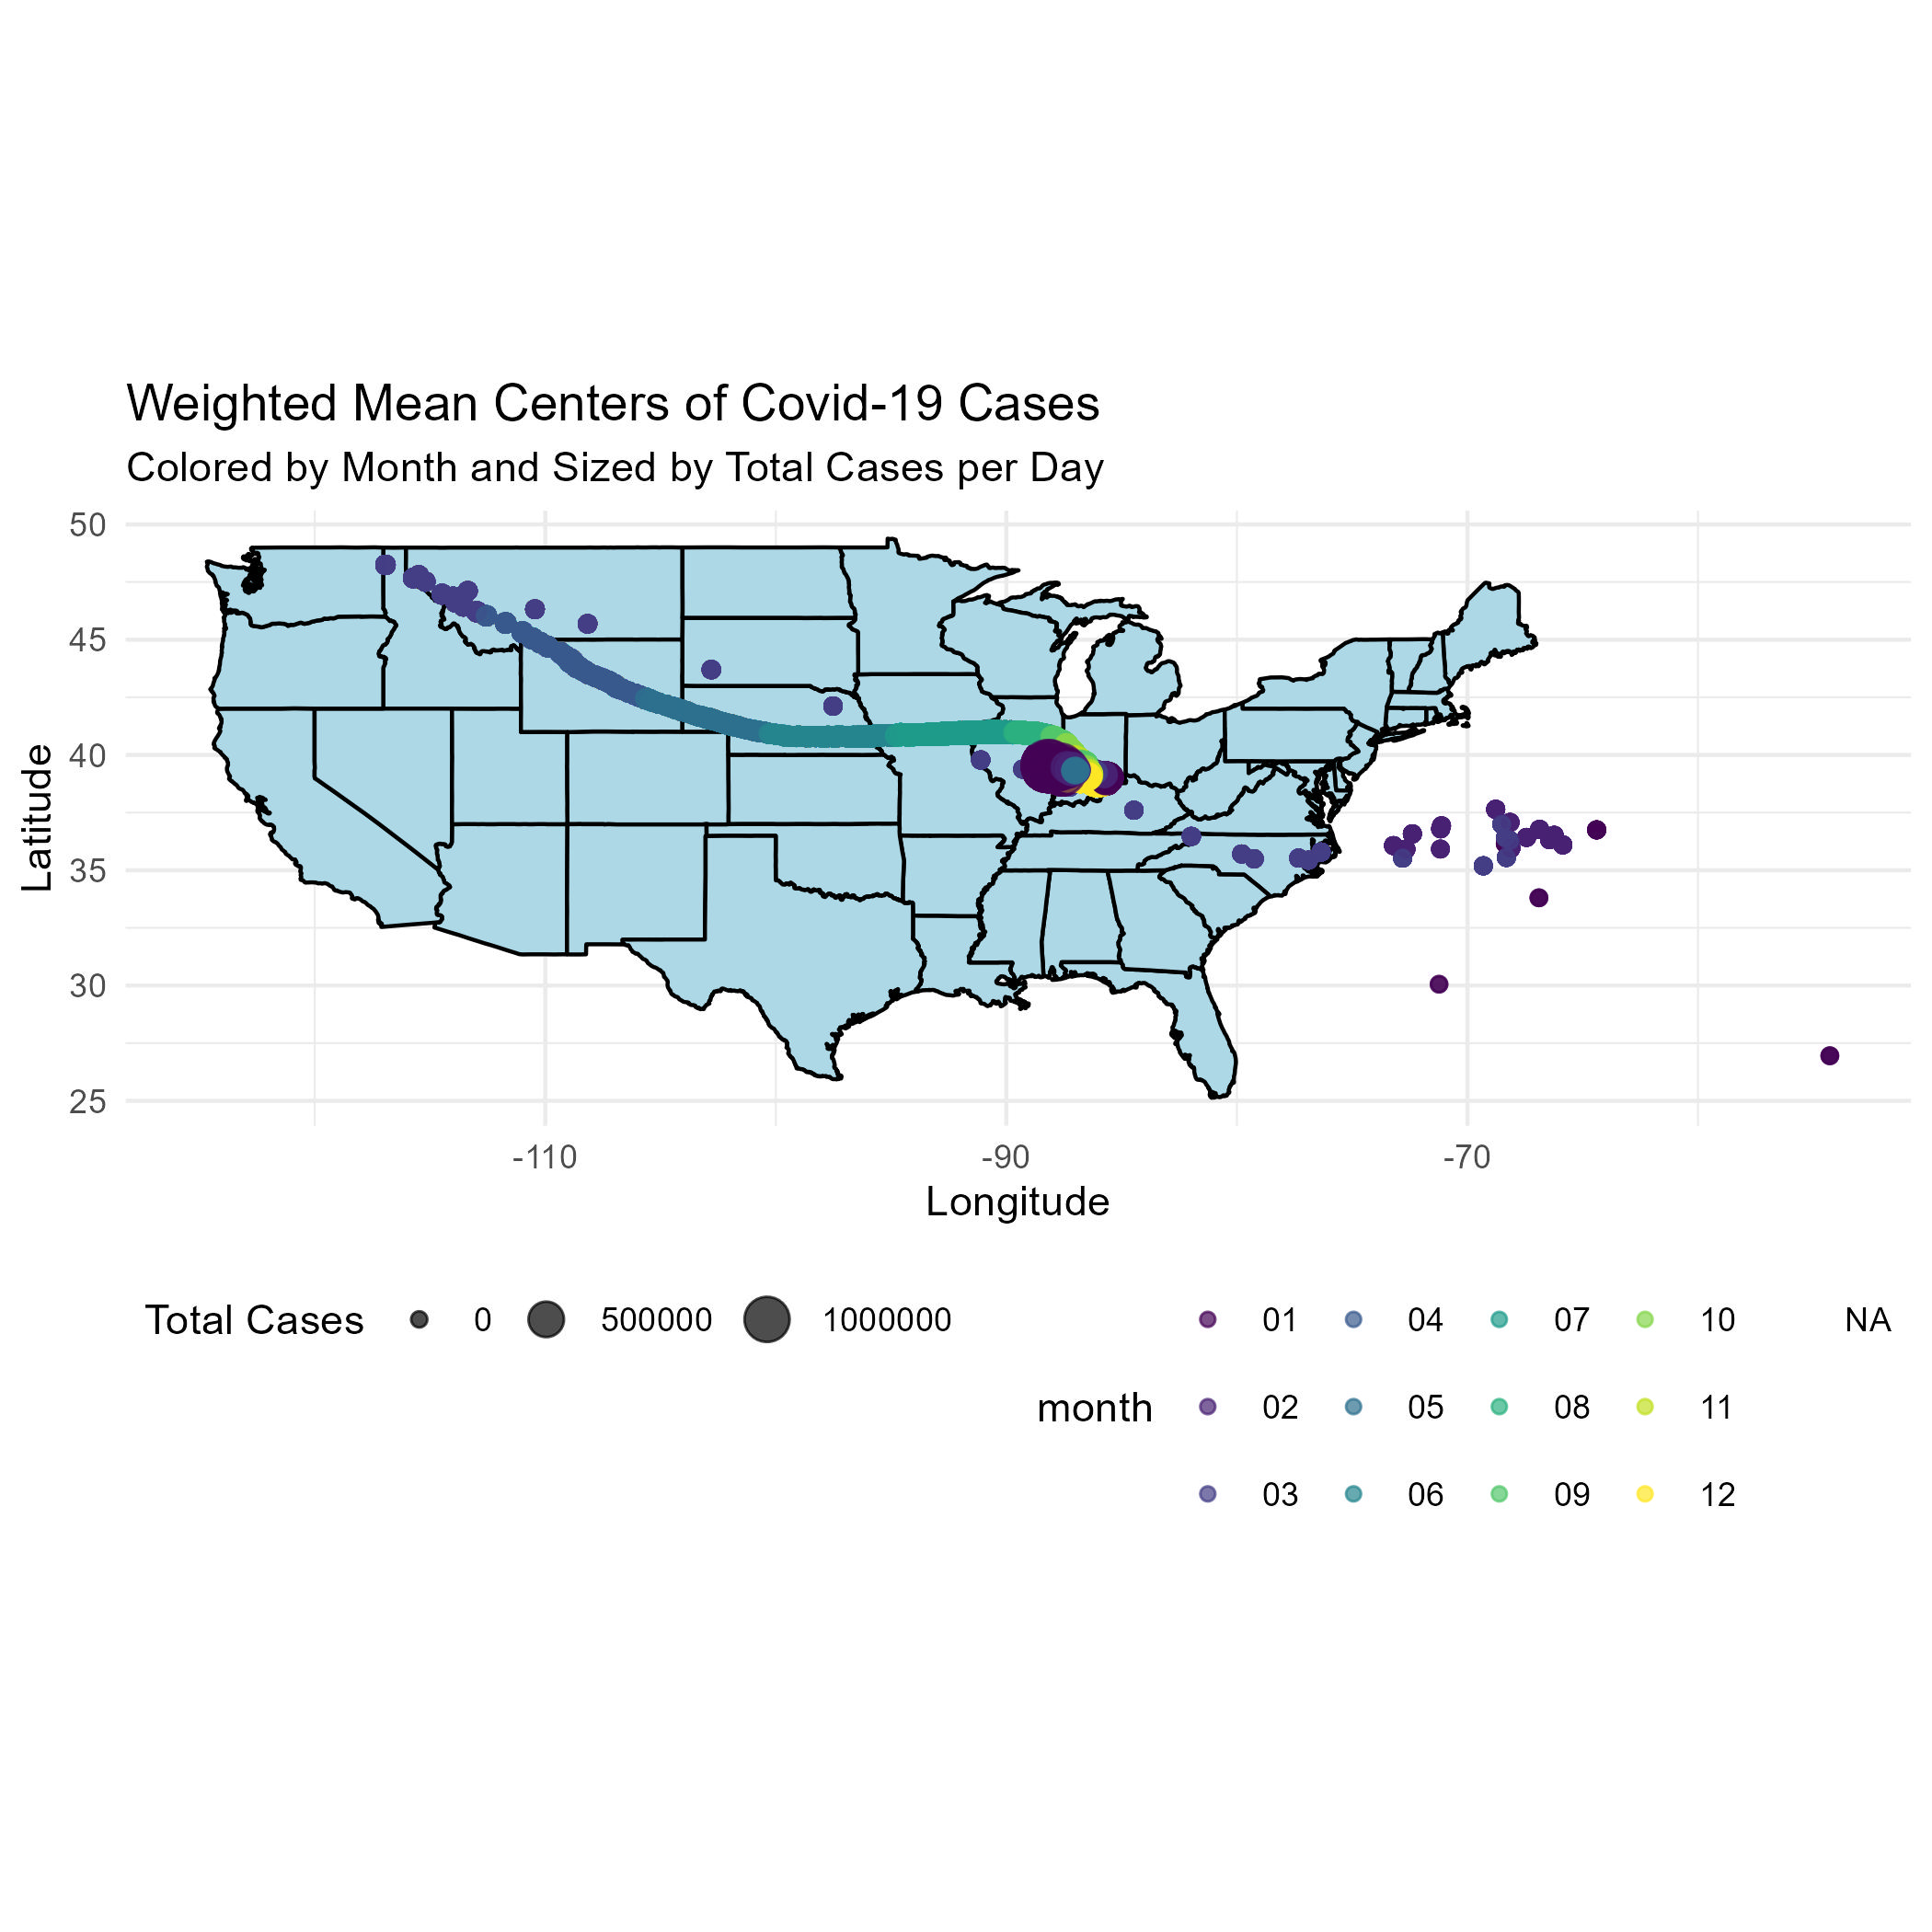 Weighted Mean Centers of Covid-19 Cases
Colored by Month and Sized by Total Cases per Day
50
45
40
35
30
25
Latitude
-110 -90 -70
Longitude
Total Cases 0 500000 1000000
month
01 04 07 10 NA
02 05 08 11
03 06 09 12